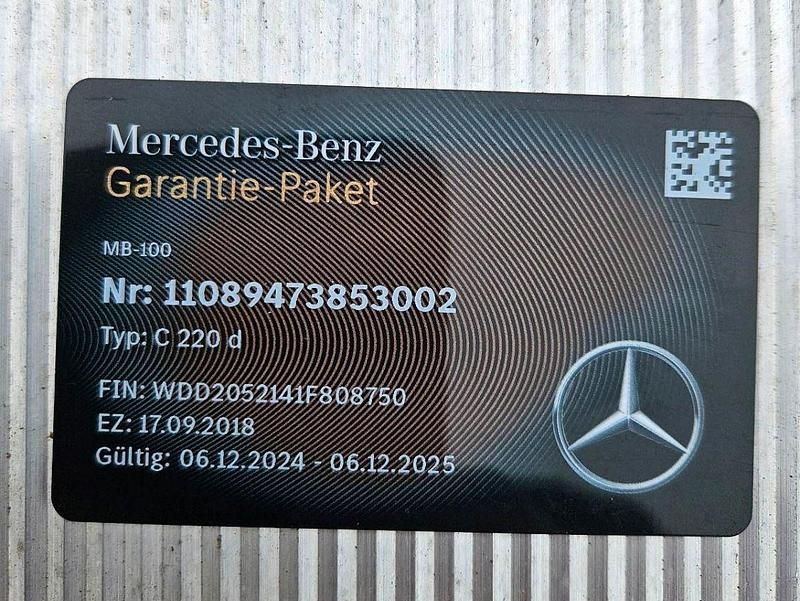 Mercedes-Benz
Garantie-Paket
MB-100
Nr: 11089473853002
Typ: C 220 d
FIN: WDD2052141F808750
EZ: 17.09.2018
Gültig: 06.12.2024 - 06.12.2025